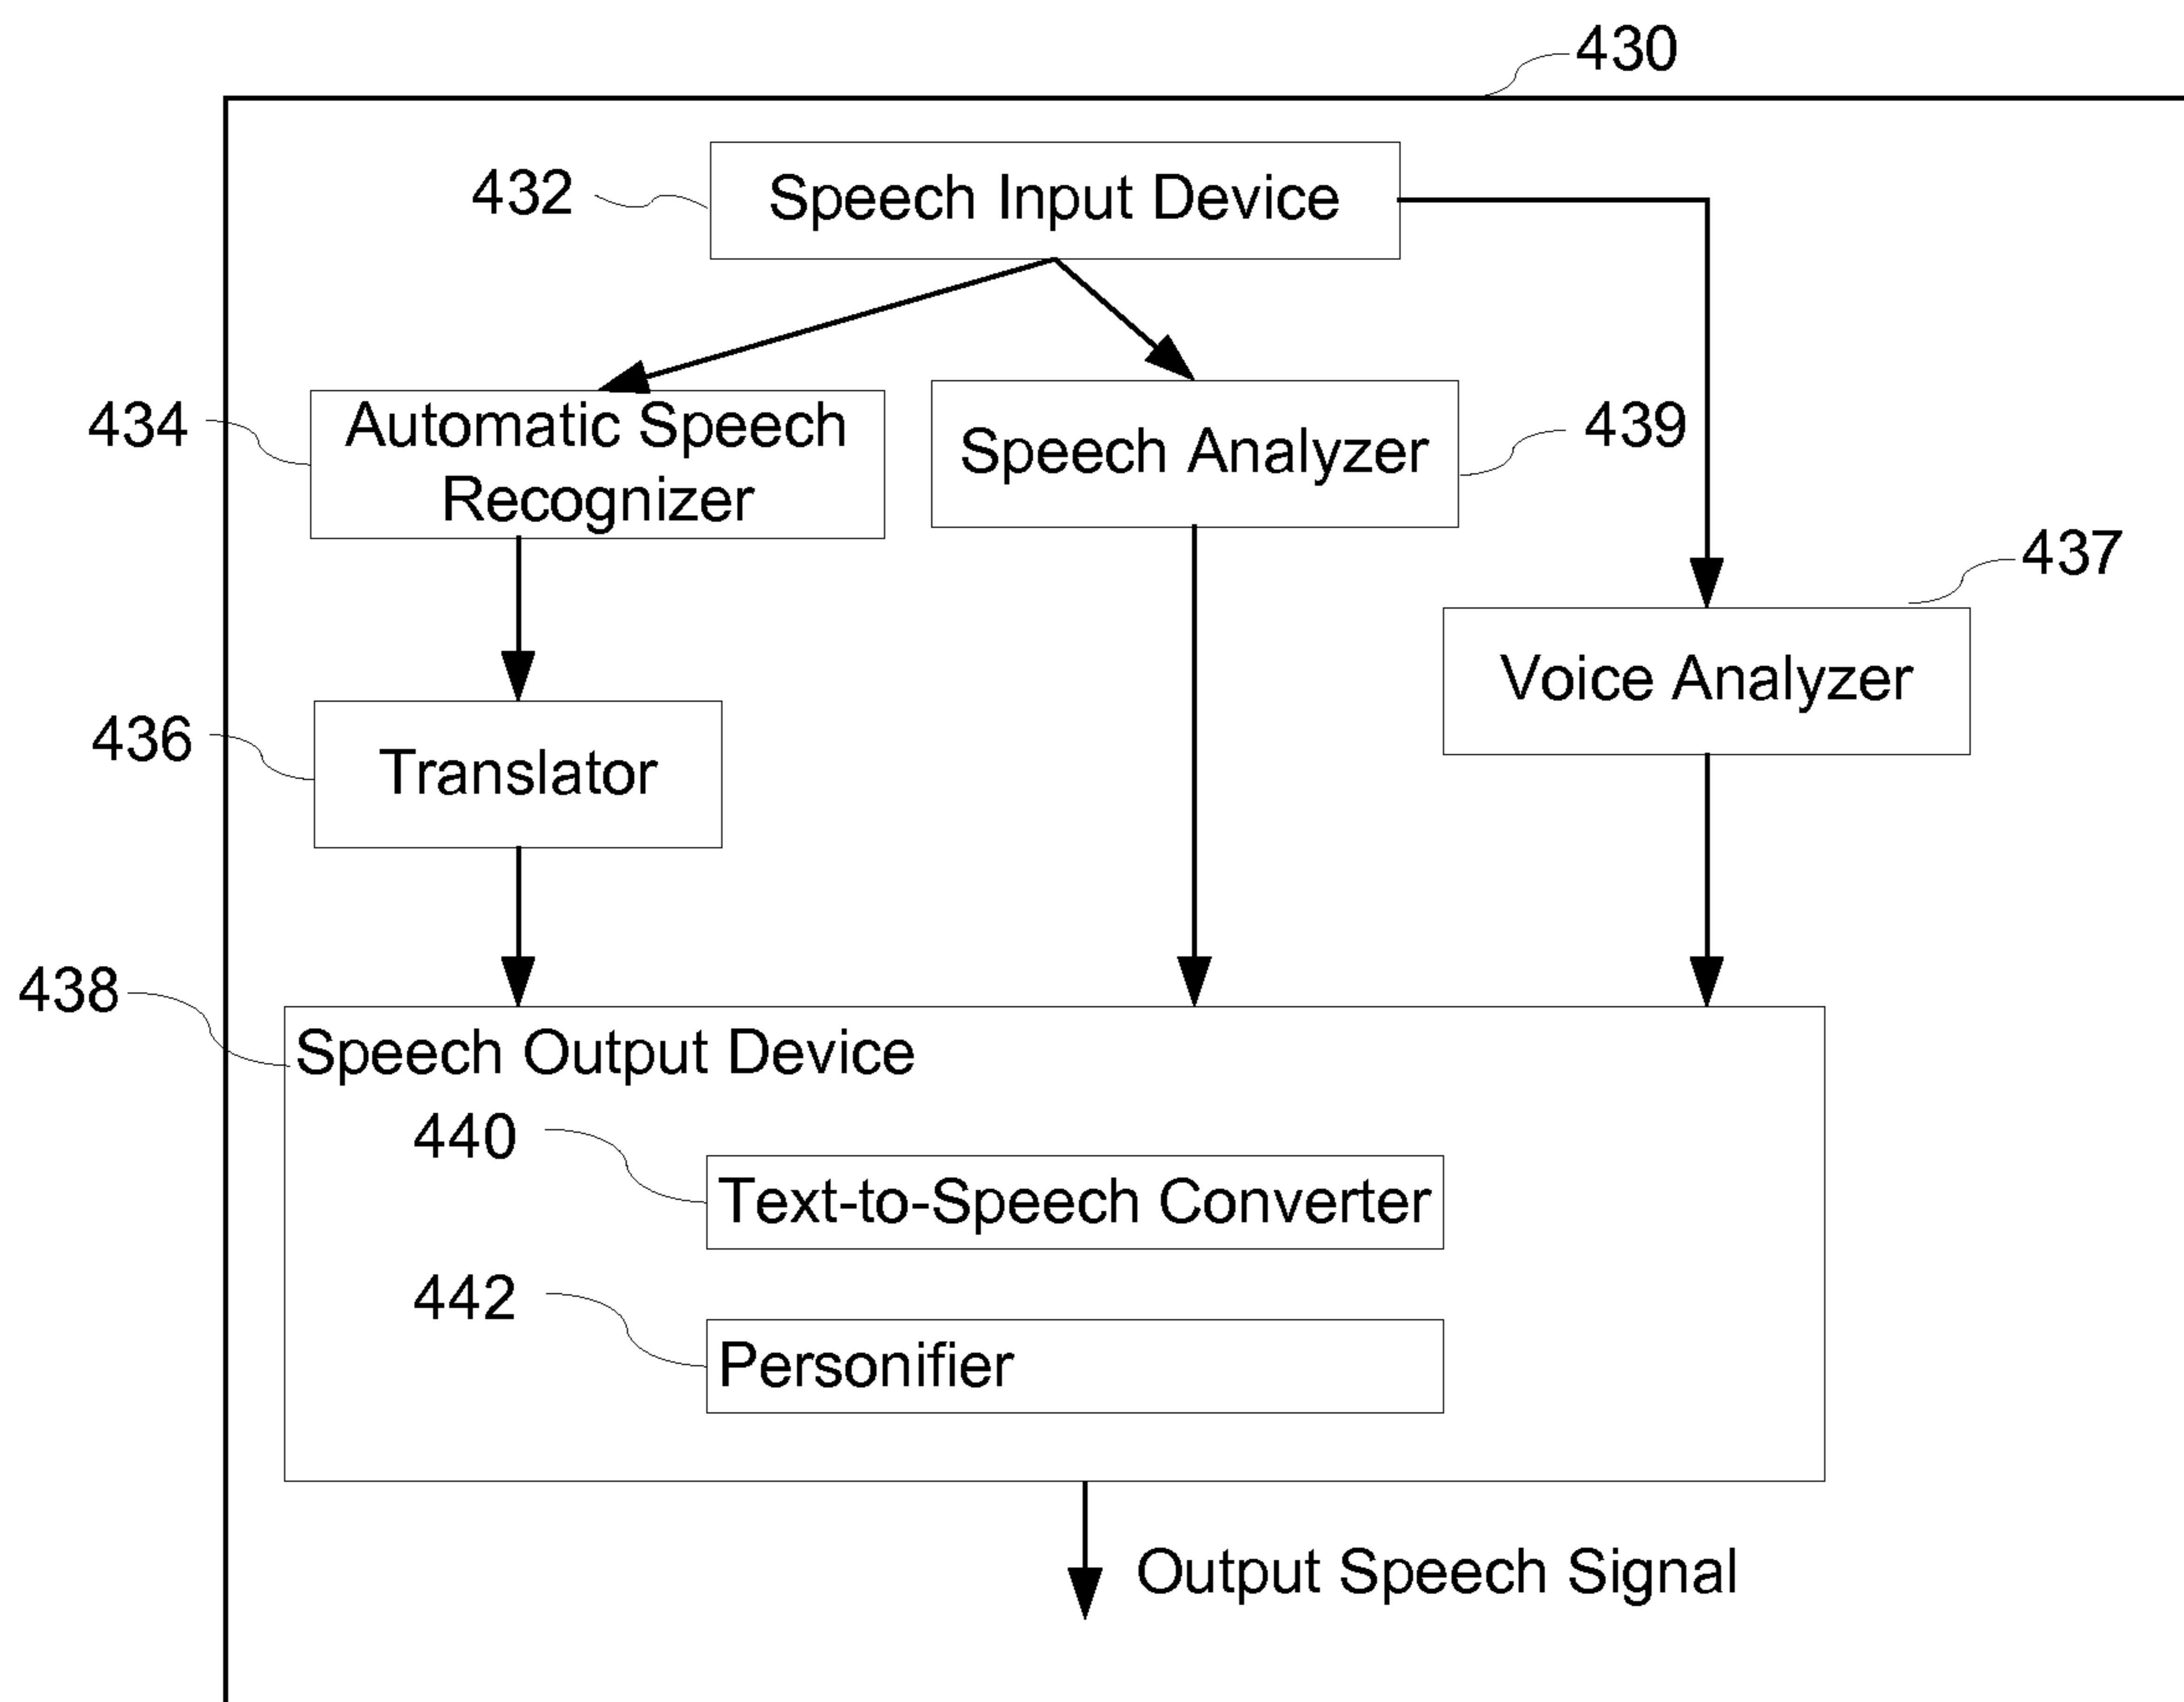 430
432
Speech Input Device
434
Automatic Speech
Recognizer
Speech Analyzer
439
437
Voice Analyzer
436
Translator
438
Speech Output Device
440
Text-to-Speech Converter
442
Personifier
Output Speech Signal